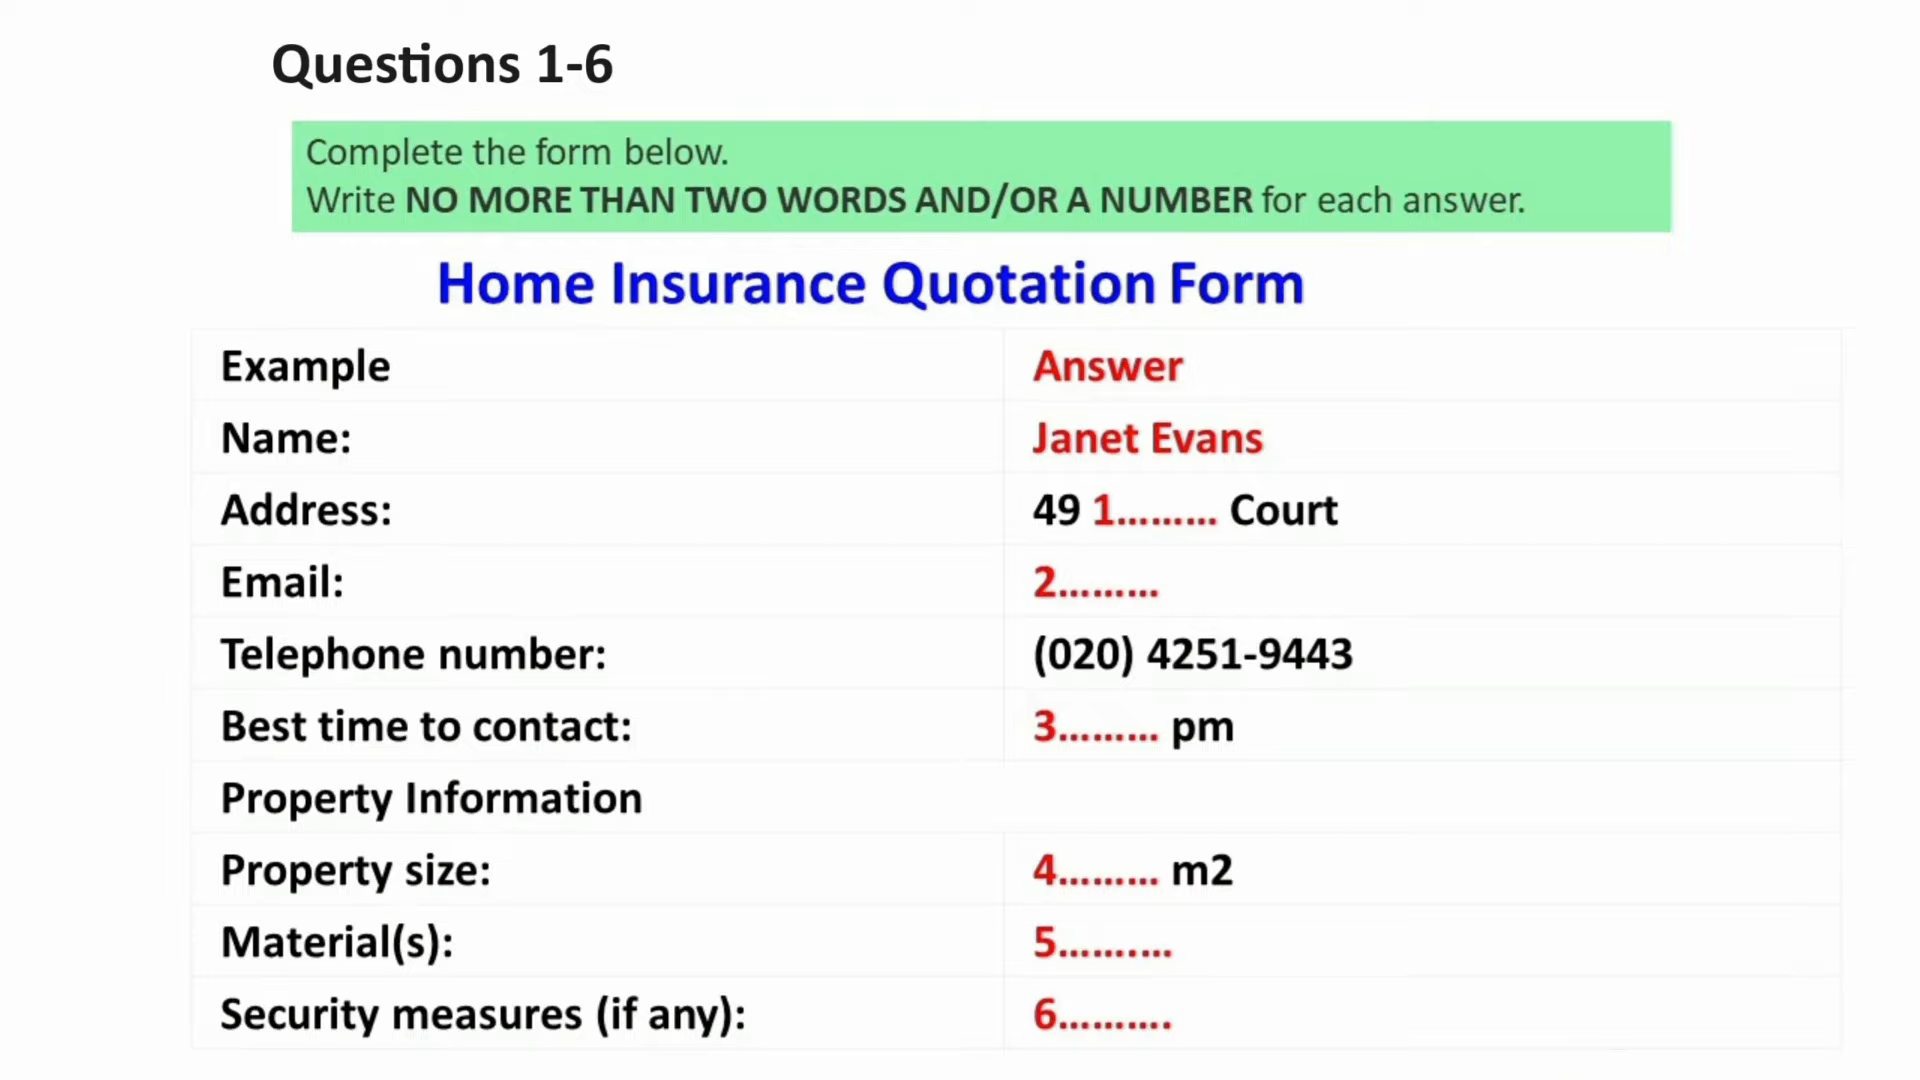 Questions 1-6
Complete the form below.
Write NO MORE THAN TWO WORDS AND/OR A NUMBER for each answer.
Home Insurance Quotation Form
Example Answer
Name: Janet Evans
Address: 49 1......... Court
Email: 2.........
Telephone number: (020) 4251-9443
Best time to contact: 3......... pm
Property Information
Property size: 4......... m2
Material(s): 5..........
Security measures (if any): 6..........